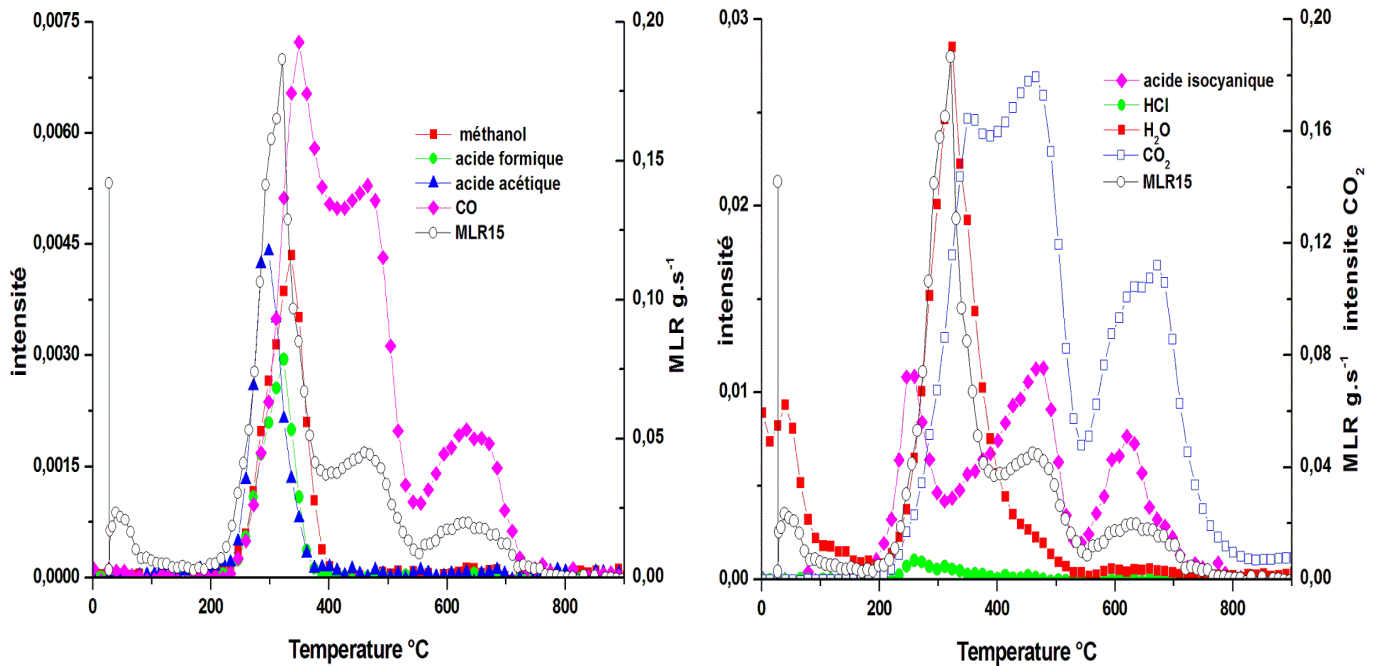 0,0075
0,0060
0,0045
0,0030
0,0015
0,0000
intensité
0,20
0,15
0,10
0,05
0,00
MLR g.s⁻¹
méthanol
acide formique
acide acétique
CO
MLR15
0 200 400 600 800
Temperature °C
0,03
0,02
0,01
0,00
intensité
0,20
0,16
0,12
0,08
0,04
0,00
MLR g.s⁻¹ intensite CO₂
acide isocyanique
HCl
H₂O
CO₂
MLR15
0 200 400 600 800
Temperature °C